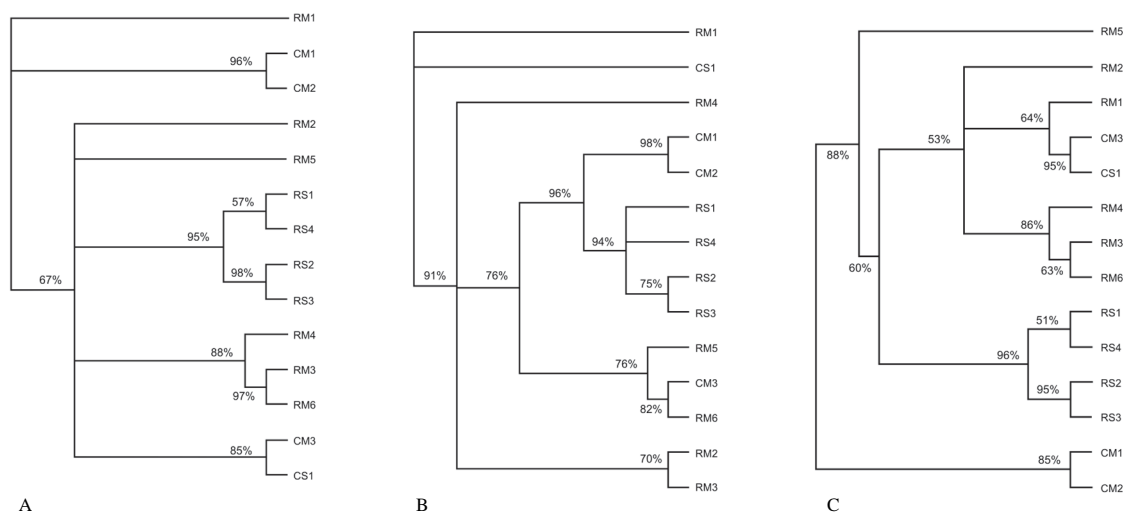 RM1
CM1
96%
CM2
RM2
RM5
RS1
57%
RS4
95%
RS2
98%
RS3
67%
RM4
88%
RM3
97%
RM6
CM3
85%
CS1
A
RM1
CS1
RM4
CM1
98%
CM2
96%
RS1
94%
RS4
RS2
75%
RS3
91%
76%
RM5
76%
CM3
82%
RM6
RM2
70%
RM3
B
RM5
RM2
RM1
64%
CM3
95%
CS1
53%
88%
RM4
86%
RM3
63%
RM6
60%
RS1
51%
RS4
96%
RS2
95%
RS3
CM1
85%
CM2
C